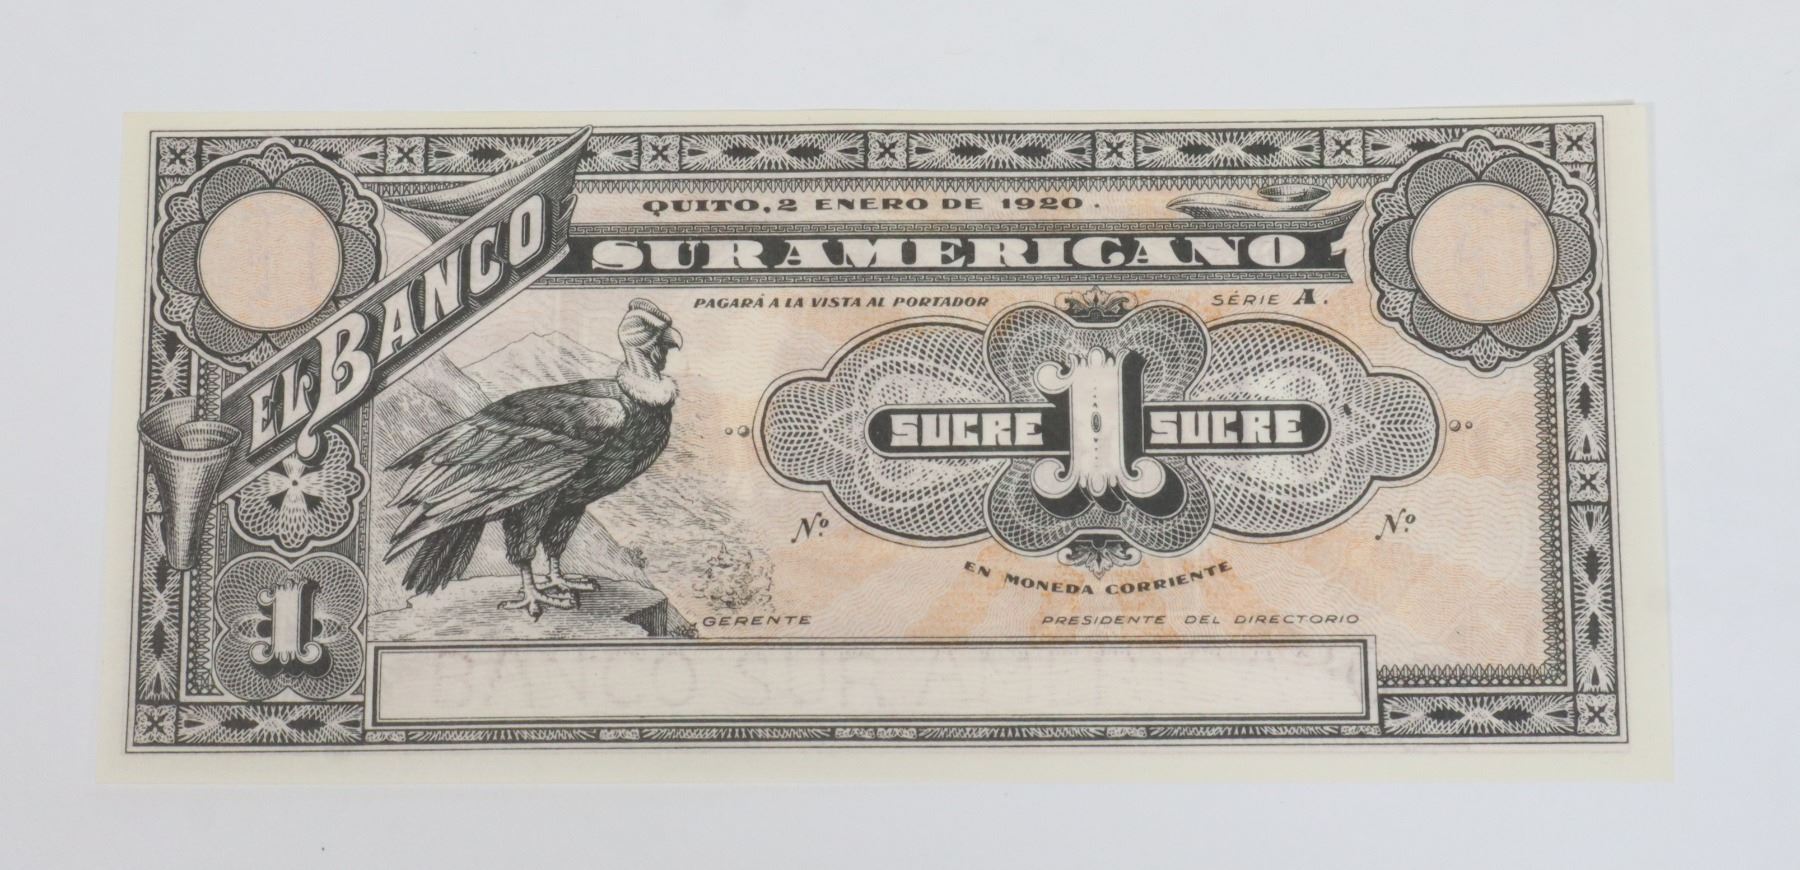 QUITO, 2 ENERO DE 1920.
EL BANCO
SURAMERICANO
PAGARÁ A LA VISTA AL PORTADOR
SÉRIE A.
SUCRE 1 SUCRE
Nº Nº
EN MONEDA CORRIENTE
1
GERENTE
PRESIDENTE DEL DIRECTORIO